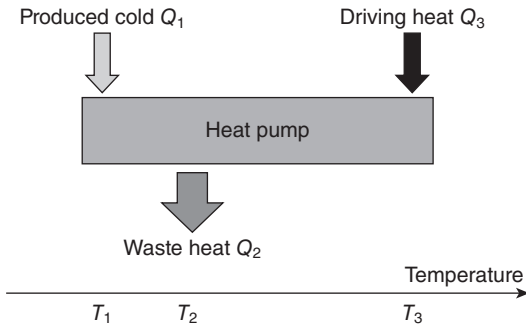 Produced cold Q₁
Driving heat Q₃
Heat pump
Waste heat Q₂
Temperature
T₁
T₂
T₃